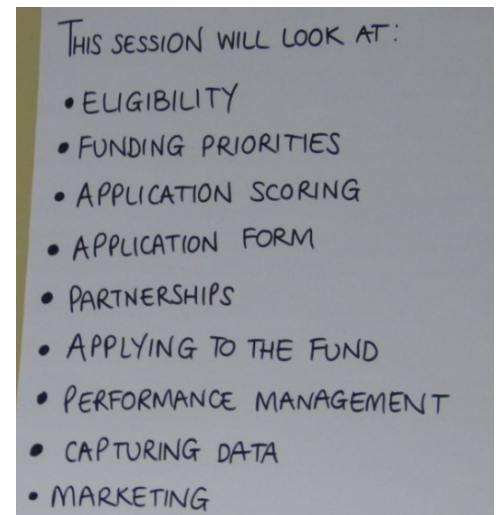 THIS SESSION WILL LOOK AT:
• ELIGIBILITY
• FUNDING PRIORITIES
• APPLICATION SCORING
• APPLICATION FORM
• PARTNERSHIPS
• APPLYING TO THE FUND
• PERFORMANCE MANAGEMENT
• CAPTURING DATA
• MARKETING